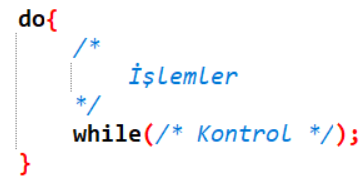 do{
/*
İşlemler
*/
while(/* Kontrol */);
}